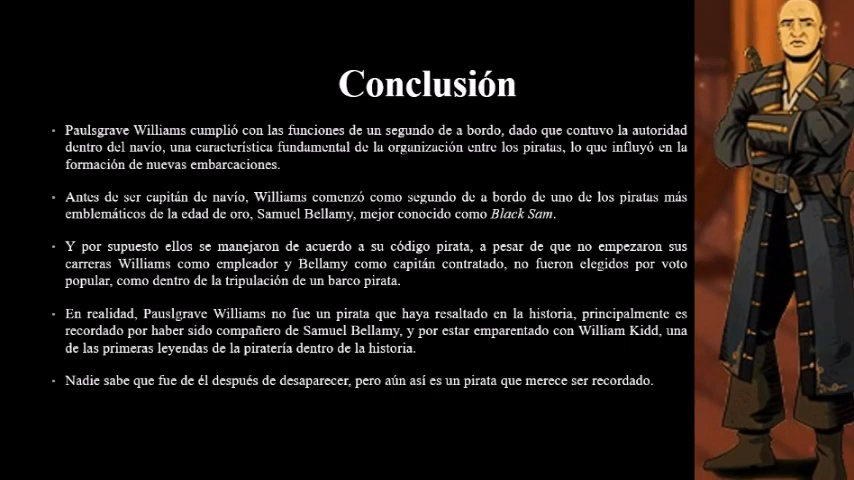 Conclusión
• Paulsgrave Williams cumplió con las funciones de un segundo de a bordo, dado que contuvo la autoridad
dentro del navío, una característica fundamental de la organización entre los piratas, lo que influyó en la
formación de nuevas embarcaciones.
• Antes de ser capitán de navío, Williams comenzó como segundo de a bordo de uno de los piratas más
emblemáticos de la edad de oro, Samuel Bellamy, mejor conocido como Black Sam.
• Y por supuesto ellos se manejaron de acuerdo a su código pirata, a pesar de que no empezaron sus
carreras Williams como empleador y Bellamy como capitán contratado, no fueron elegidos por voto
popular, como dentro de la tripulación de un barco pirata.
• En realidad, Pauslgrave Williams no fue un pirata que haya resaltado en la historia, principalmente es
recordado por haber sido compañero de Samuel Bellamy, y por estar emparentado con William Kidd, una
de las primeras leyendas de la piratería dentro de la historia.
• Nadie sabe que fue de él después de desaparecer, pero aún así es un pirata que merece ser recordado.